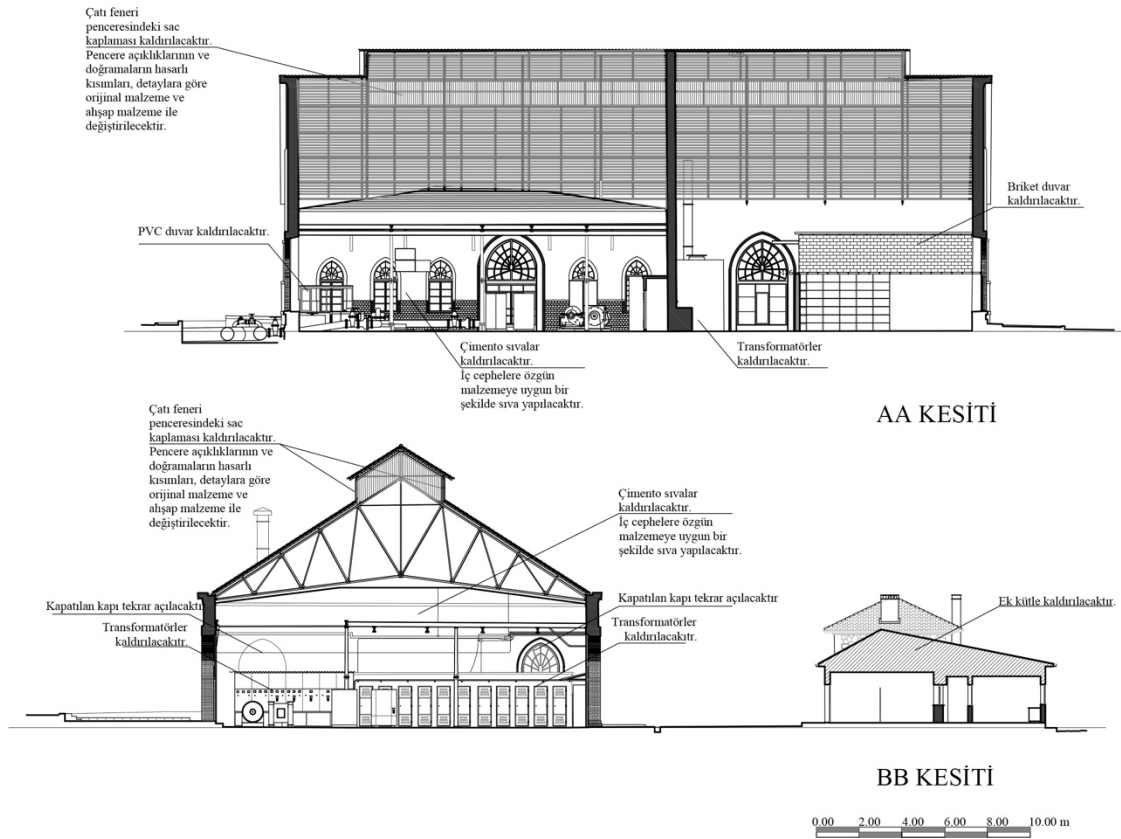 Çatı feneri
penceresindeki sac
kaplaması kaldırılacaktır.
Pencere açıklıklarının ve
doğramaların hasarlı
kısımları, detaylara göre
orijinal malzeme ve
ahşap malzeme ile
değiştirilecektir.
Briket duvar
kaldırılacaktır.
PVC duvar kaldırılacaktır.
Çimento sıvalar
kaldırılacaktır.
İç cephelere özgün
malzemeye uygun bir
şekilde sıva yapılacaktır.
Transformatörler
kaldırılacaktır.
AA KESİTİ
Çatı feneri
penceresindeki sac
kaplaması kaldırılacaktır.
Pencere açıklıklarının ve
doğramaların hasarlı
kısımları, detaylara göre
orijinal malzeme ve
ahşap malzeme ile
değiştirilecektir.
Çimento sıvalar
kaldırılacaktır.
İç cephelere özgün
malzemeye uygun bir
şekilde sıva yapılacaktır.
Kapatılan kapı tekrar açılacaktır
Transformatörler
kaldırılacakıtr.
Kapatılan kapı tekrar açılacaktır
Transformatörler
kaldırılacakıtr.
Ek kütle kaldırılacaktır.
BB KESİTİ
0.00 2.00 4.00 6.00 8.00 10.00 m